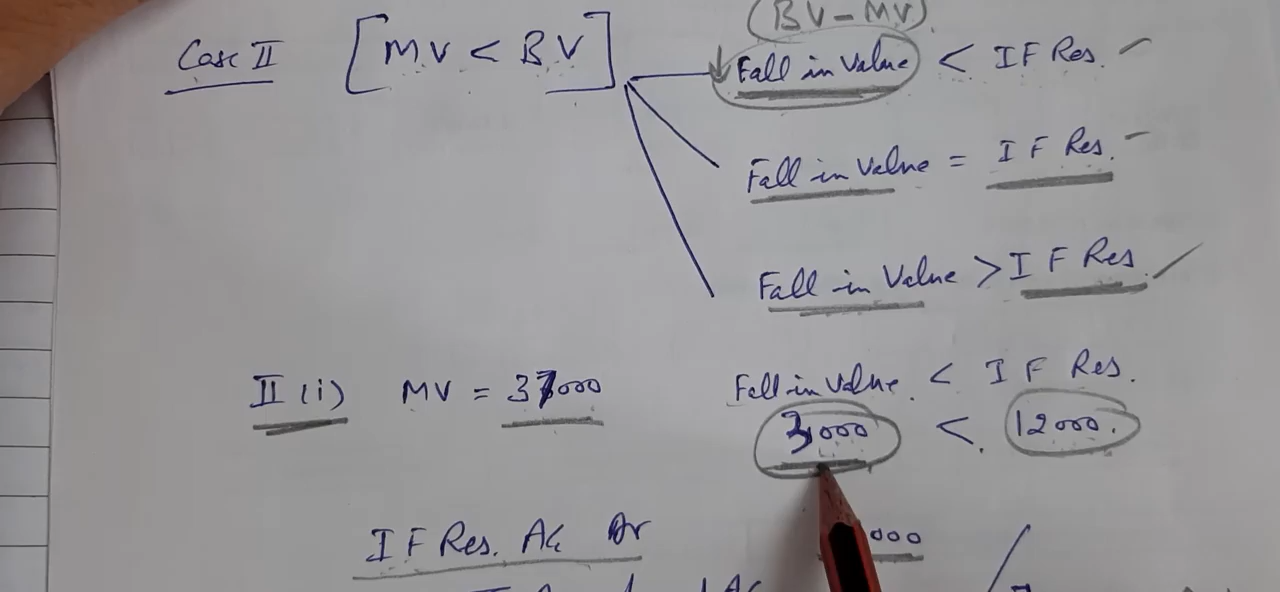 (BV-MV)
Case II [MV < BV] Fall in Value < IF Res.
Fall in Value = IF Res.
Fall in Value > IF Res
II (i) MV = 37000 Fall in Value < IF Res.
3000 < 12000.
IF Res. A/c Dr 000